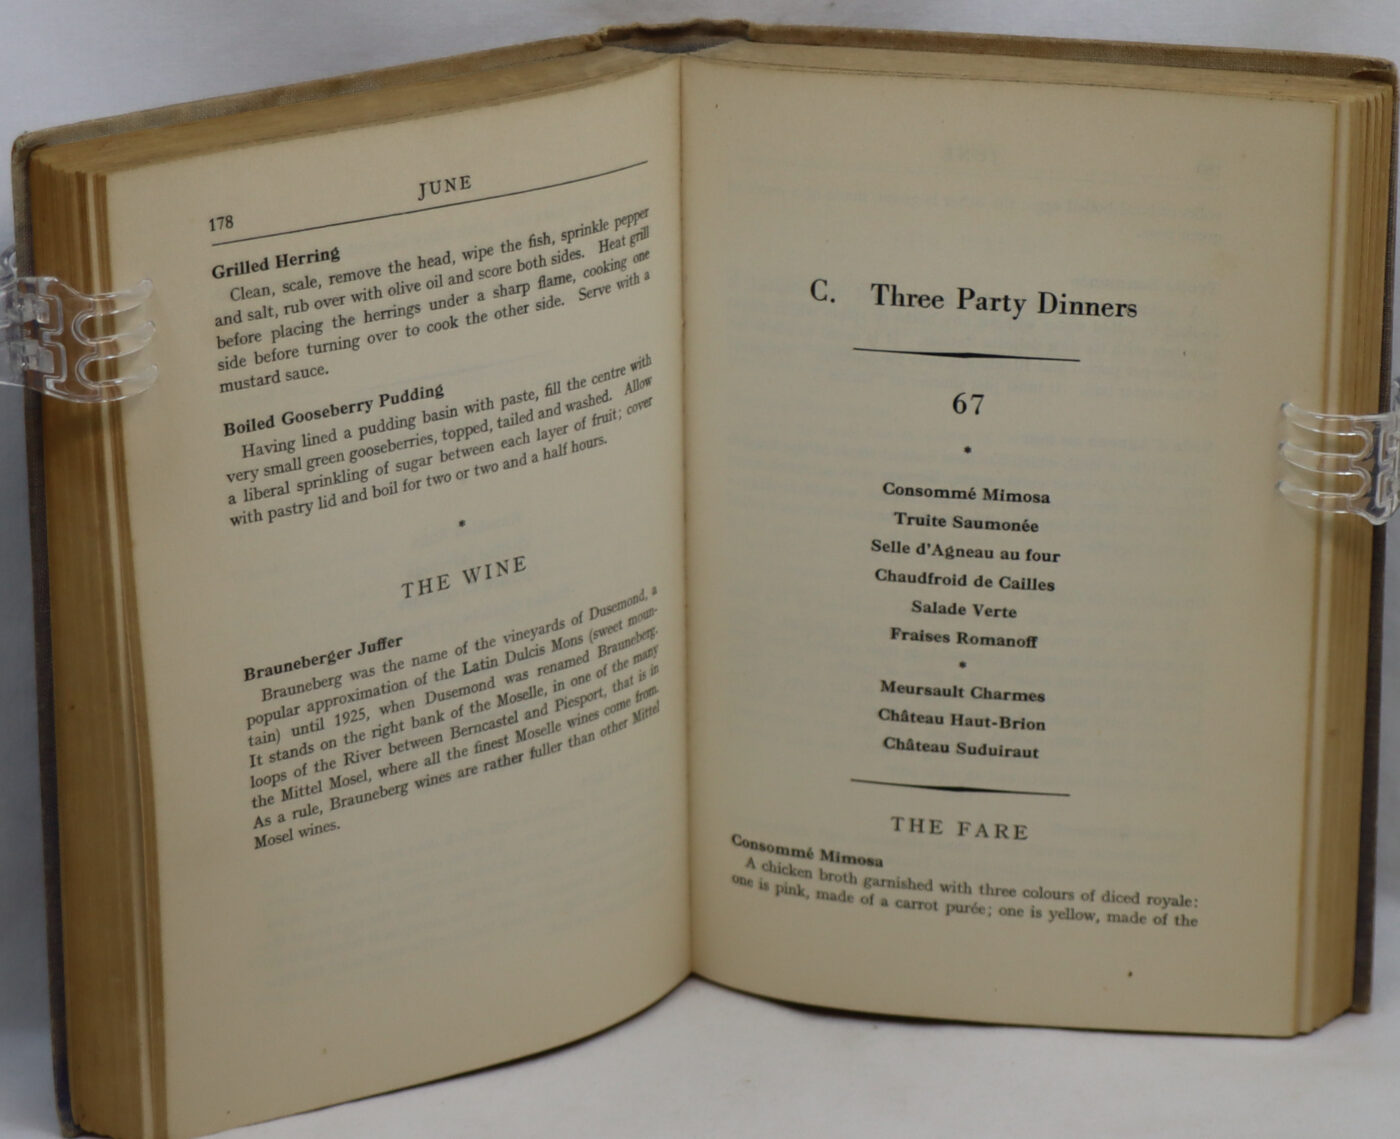 178
JUNE
Grilled Herring
Clean, scale, remove the head, wipe the fish, sprinkle pepper
and salt, rub over with olive oil and score both sides. Heat grill
before placing the herrings under a sharp flame, cooking one
side before turning over to cook the other side. Serve with a
mustard sauce.
Boiled Gooseberry Pudding
Having lined a pudding basin with paste, fill the centre with
very small green gooseberries, topped, tailed and washed. Allow
a liberal sprinkling of sugar between each layer of fruit; cover
with pastry lid and boil for two or two and a half hours.
*
THE WINE
Brauneberger Juffer
Brauneberg was the name of the vineyards of Dusemond, a
popular approximation of the Latin Dulcis Mons (sweet moun-
tain) until 1925, when Dusemond was renamed Brauneberg.
It stands on the right bank of the Moselle, in one of the many
loops of the River between Berncastel and Piesport, that is in
the Mittel Mosel, where all the finest Moselle wines come from.
As a rule, Brauneberg wines are rather fuller than other Mittel
Mosel wines.
C. Three Party Dinners
67
*
Consommé Mimosa
Truite Saumonée
Selle d'Agneau au four
Chaudfroid de Cailles
Salade Verte
Fraises Romanoff
*
Meursault Charmes
Château Haut-Brion
Château Suduiraut
THE FARE
Consommé Mimosa
A chicken broth garnished with three colours of diced royale:
one is pink, made of a carrot purée; one is yellow, made of the